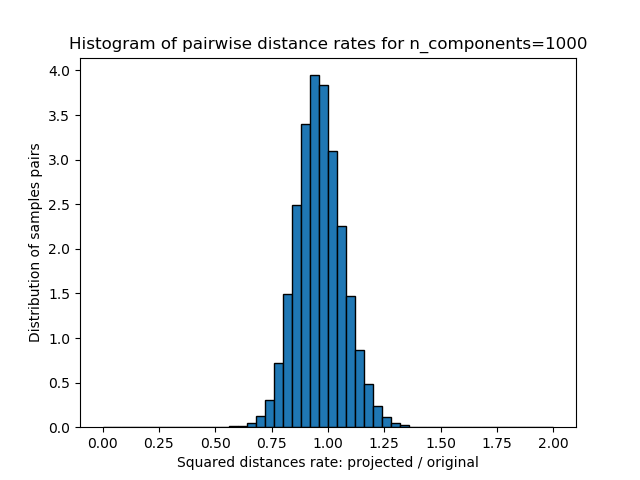 Histogram of pairwise distance rates for n_components=1000
Distribution of samples pairs
4.0
3.5
3.0
2.5
2.0
1.5
1.0
0.5
0.0
0.00 0.25 0.50 0.75 1.00 1.25 1.50 1.75 2.00
Squared distances rate: projected / original